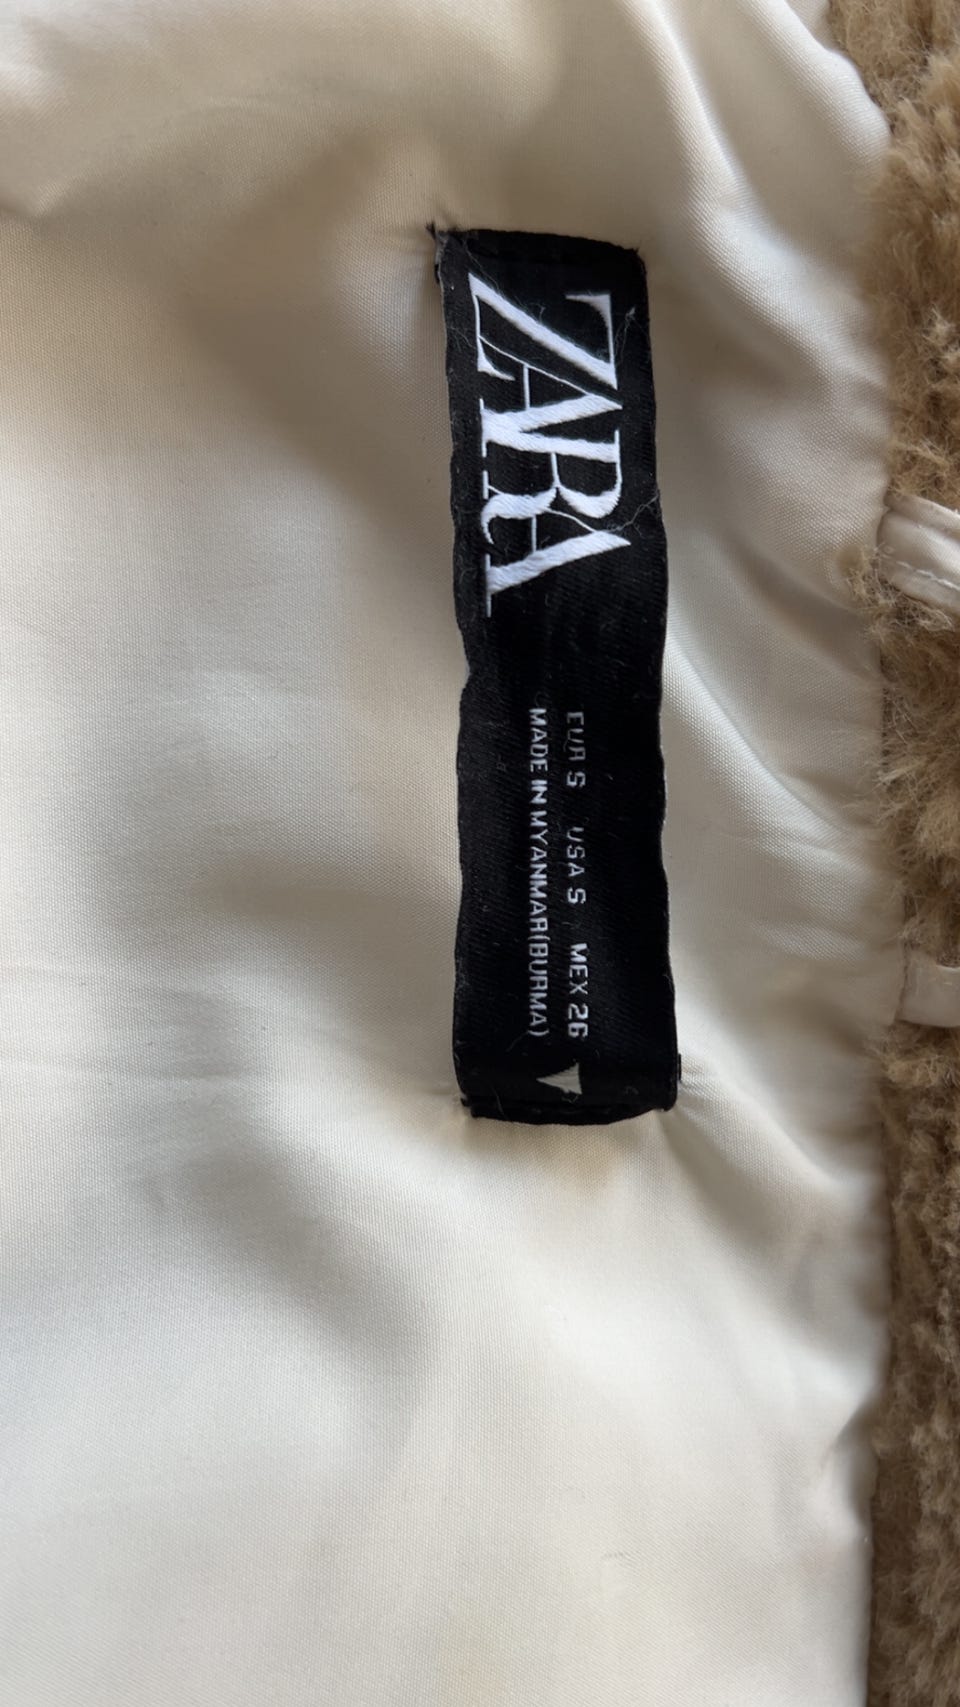 ZARA
EUR S USA S MEX 26
MADE IN MYANMAR(BURMA)